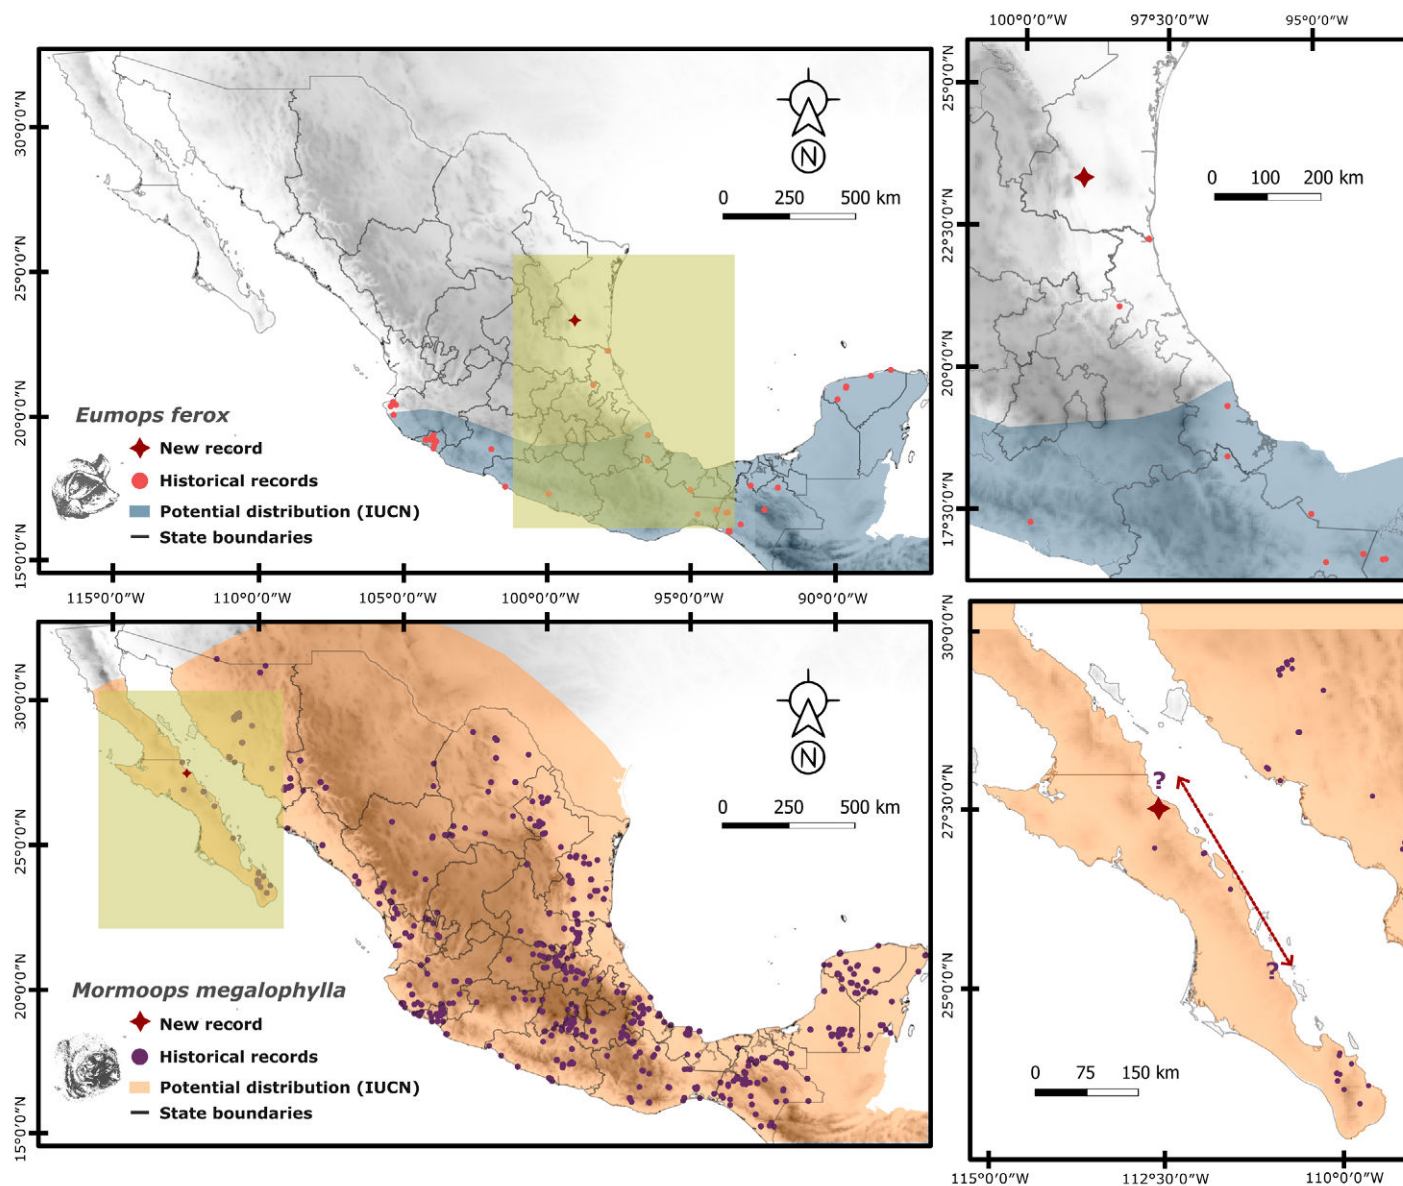 100°0'0"W 97°30'0"W 95°0'0"W
30°0'0"N
25°0'0"N
20°0'0"N
15°0'0"N
N
0 250 500 km
Eumops ferox
New record
Historical records
Potential distribution (IUCN)
State boundaries
25°0'0"N
22°30'0"N
20°0'0"N
17°30'0"N
0 100 200 km
115°0'0"W 110°0'0"W 105°0'0"W 100°0'0"W 95°0'0"W 90°0'0"W
30°0'0"N
25°0'0"N
20°0'0"N
15°0'0"N
N
0 250 500 km
?
?
Mormoops megalophylla
New record
Historical records
Potential distribution (IUCN)
State boundaries
30°0'0"N
27°30'0"N
25°0'0"N
?
?
0 75 150 km
115°0'0"W 112°30'0"W 110°0'0"W